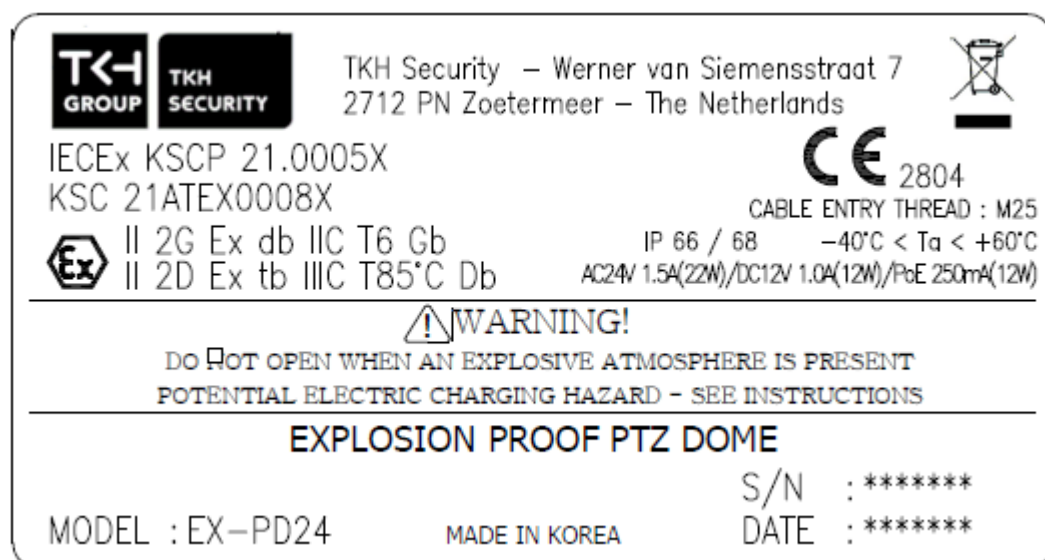 TKH GROUP
TKH SECURITY
TKH Security – Werner van Siemensstraat 7
2712 PN Zoetermeer – The Netherlands
IECEx KSCP 21.0005X
KSC 21ATEX0008X
CE 2804
CABLE ENTRY THREAD : M25
Ex II 2G Ex db IIC T6 Gb
II 2D Ex tb IIIC T85°C Db
IP 66 / 68 -40°C < Ta < +60°C
AC24V 1.5A(22W)/DC12V 1.0A(12W)/PoE 250mA(12W)
WARNING!
DO NOT OPEN WHEN AN EXPLOSIVE ATMOSPHERE IS PRESENT
POTENTIAL ELECTRIC CHARGING HAZARD - SEE INSTRUCTIONS
EXPLOSION PROOF PTZ DOME
S/N : *******
MODEL : EX-PD24 MADE IN KOREA DATE : *******